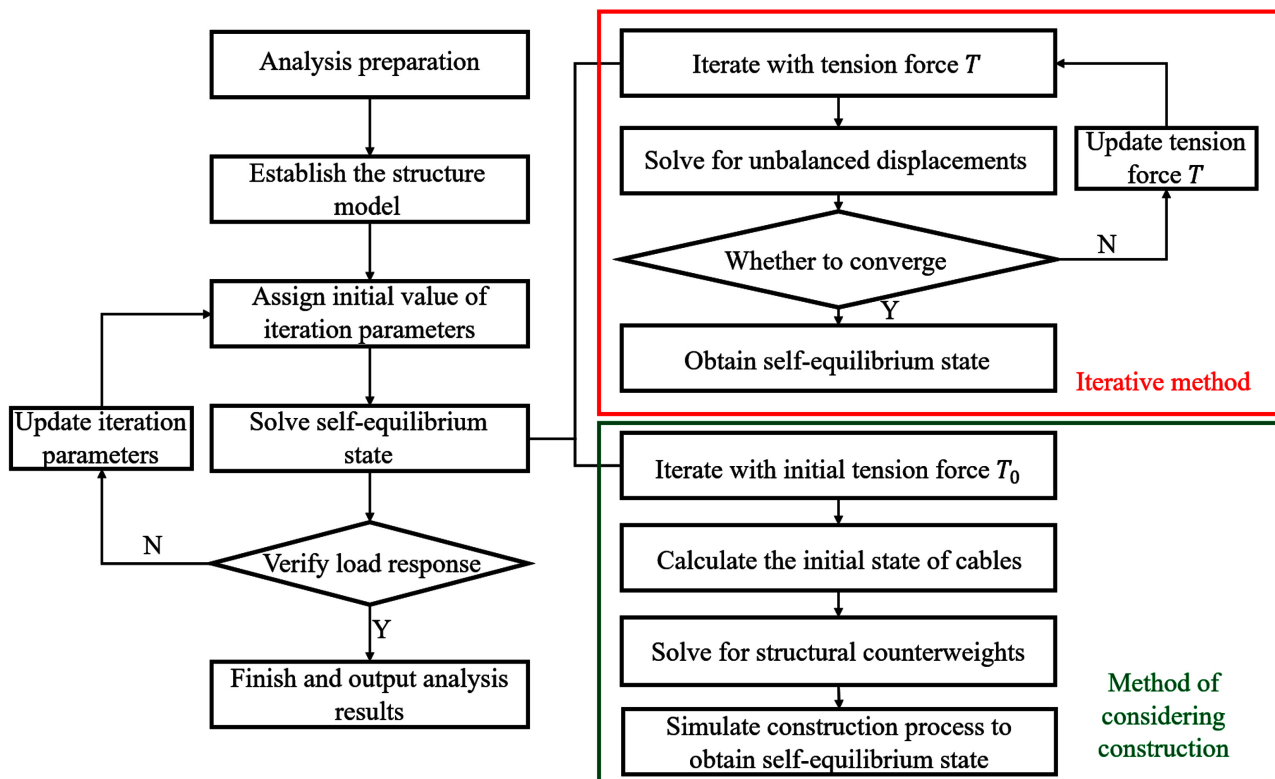 Analysis preparation
Establish the structure
model
Assign initial value of
iteration parameters
Update iteration
parameters
Solve self-equilibrium
state
N
Verify load response
Y
Finish and output analysis
results
Iterate with tension force T
Solve for unbalanced displacements
Update tension
force T
Whether to converge
N
Y
Obtain self-equilibrium state
Iterative method
Iterate with initial tension force T₀
Calculate the initial state of cables
Solve for structural counterweights
Simulate construction process to
obtain self-equilibrium state
Method of
considering
construction